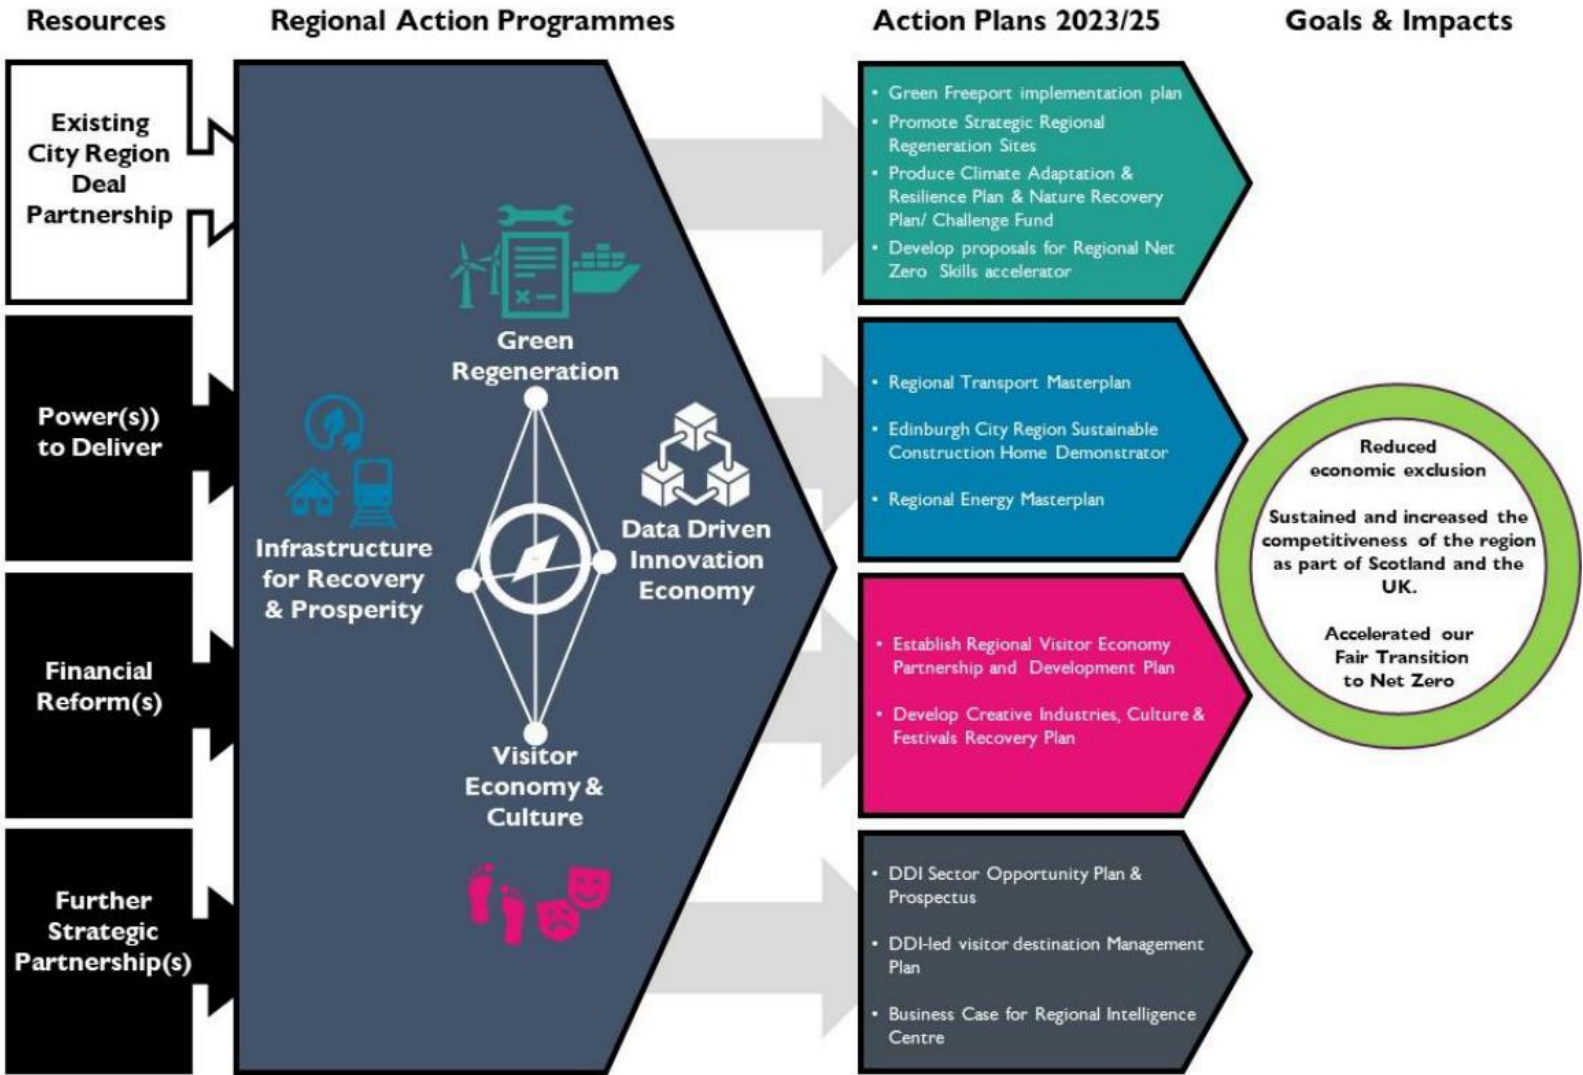 Resources
Regional Action Programmes
Action Plans 2023/25
Goals & Impacts
Existing
City Region
Deal
Partnership
Power(s))
to Deliver
Financial
Reform(s)
Further
Strategic
Partnership(s)
Green
Regeneration
Infrastructure
for Recovery
& Prosperity
Data Driven
Innovation
Economy
Visitor
Economy &
Culture
• Green Freeport implementation plan
• Promote Strategic Regional
Regeneration Sites
• Produce Climate Adaptation &
Resilience Plan & Nature Recovery
Plan/ Challenge Fund
• Develop proposals for Regional Net
Zero Skills accelerator
• Regional Transport Masterplan
• Edinburgh City Region Sustainable
Construction Home Demonstrator
• Regional Energy Masterplan
• Establish Regional Visitor Economy
Partnership and Development Plan
• Develop Creative Industries, Culture &
Festivals Recovery Plan
• DDI Sector Opportunity Plan &
Prospectus
• DDI-led visitor destination Management
Plan
• Business Case for Regional Intelligence
Centre
Reduced
economic exclusion
Sustained and increased the
competitiveness of the region
as part of Scotland and the
UK.
Accelerated our
Fair Transition
to Net Zero